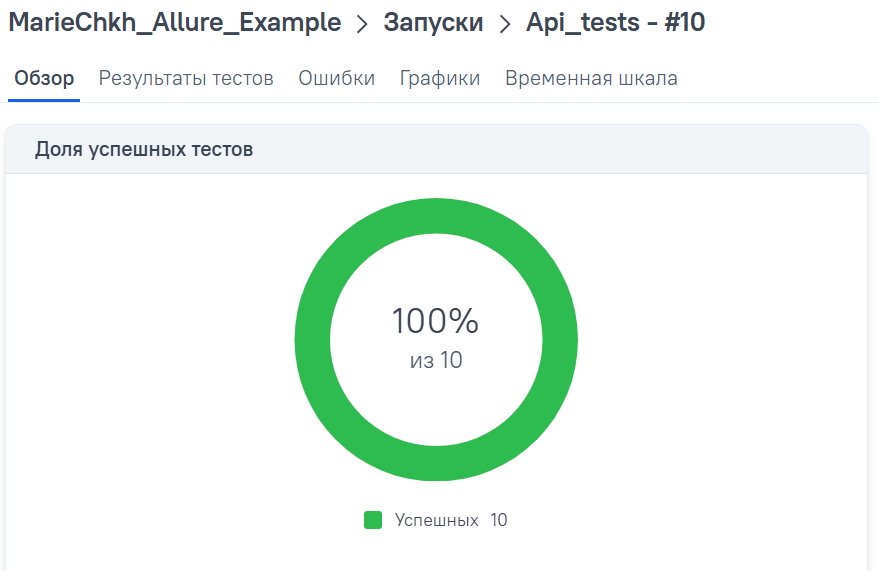 MarieChkh_Allure_Example > Запуски > Api_tests - #10
Обзор Результаты тестов Ошибки Графики Временная шкала
Доля успешных тестов
100%
из 10
Успешных 10